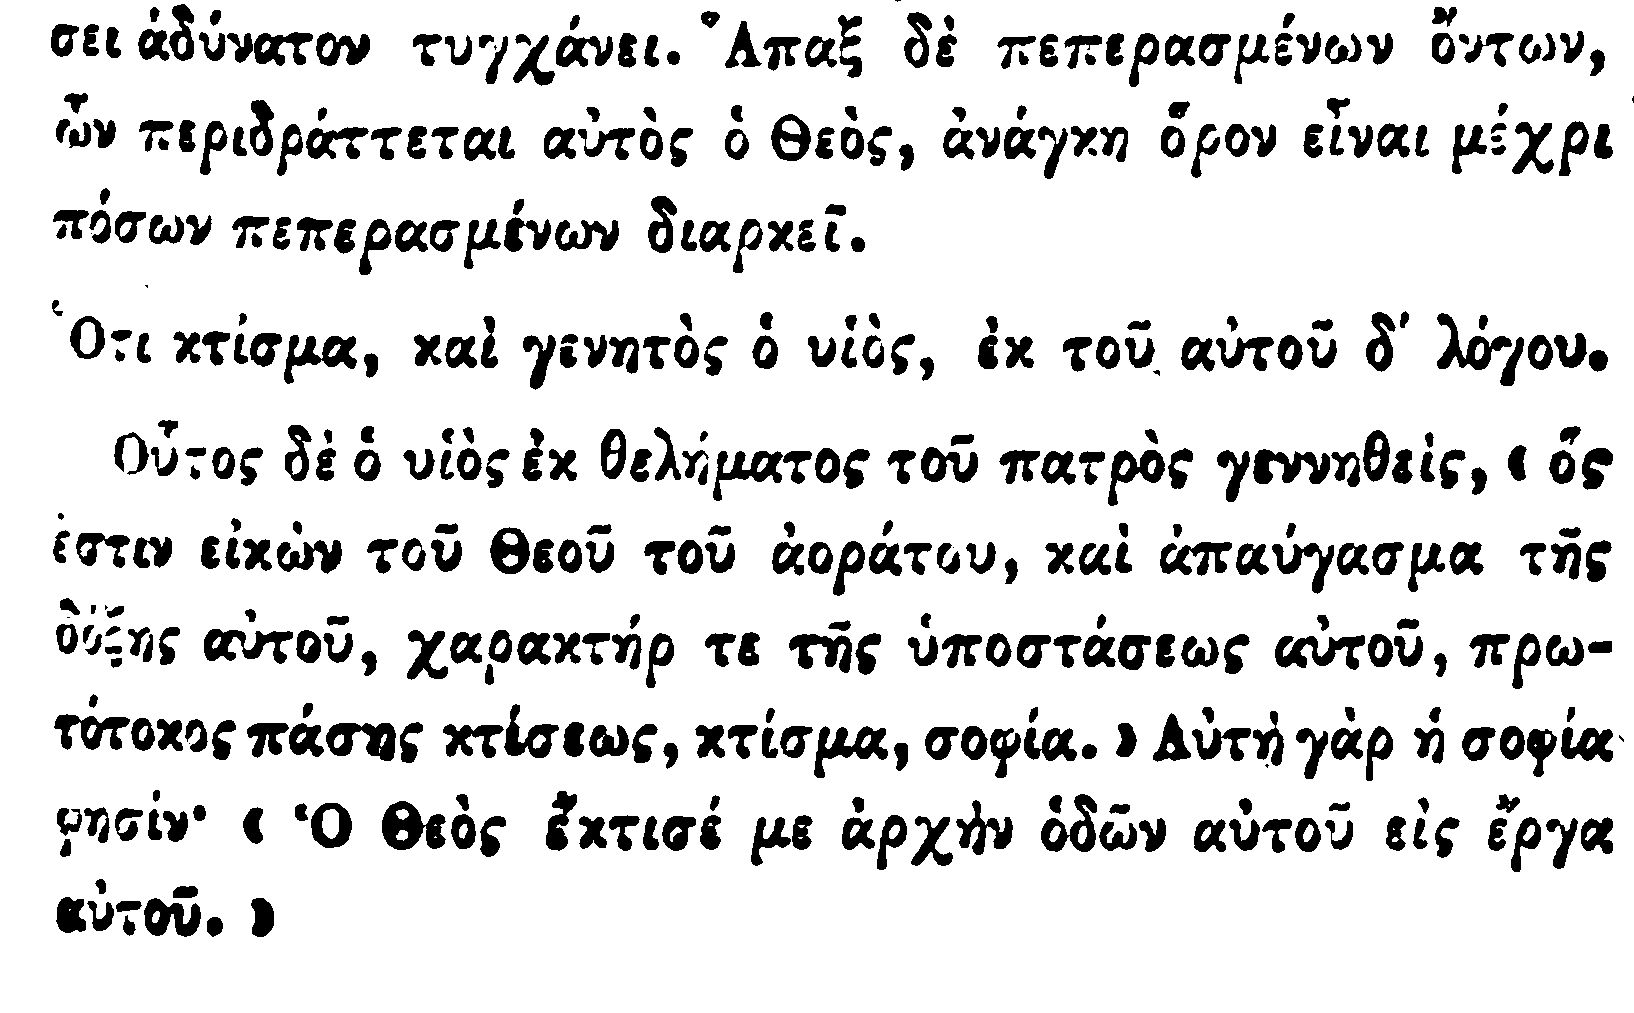 σει ἀδύνατον τυγχάνει. Ἅπαξ δὲ πεπερασμένων ὄντων,
ὧν περιδράττεται αὐτὸς ὁ Θεὸς, ἀνάγκη ὅρον εἶναι μέχρι
πόσων πεπερασμένων διαρκεῖ.
Ὅτι κτίσμα, καὶ γενητὸς ὁ υἱὸς, ἐκ τοῦ αὐτοῦ δ´ λόγου.
Οὗτος δὲ ὁ υἱὸς ἐκ θελήματος τοῦ πατρὸς γεννηθεὶς, « ὅς
ἐστιν εἰκὼν τοῦ Θεοῦ τοῦ ἀοράτου, καὶ ἀπαύγασμα τῆς
δόξης αὐτοῦ, χαρακτήρ τε τῆς ὑποστάσεως αὐτοῦ, πρω-
τότοκος πάσης κτίσεως, κτίσμα, σοφία. » Αὐτὴ γὰρ ἡ σοφία
φησίν· « Ὁ Θεὸς ἔκτισέ με ἀρχὴν ὁδῶν αὐτοῦ εἰς ἔργα
αὐτοῦ. »